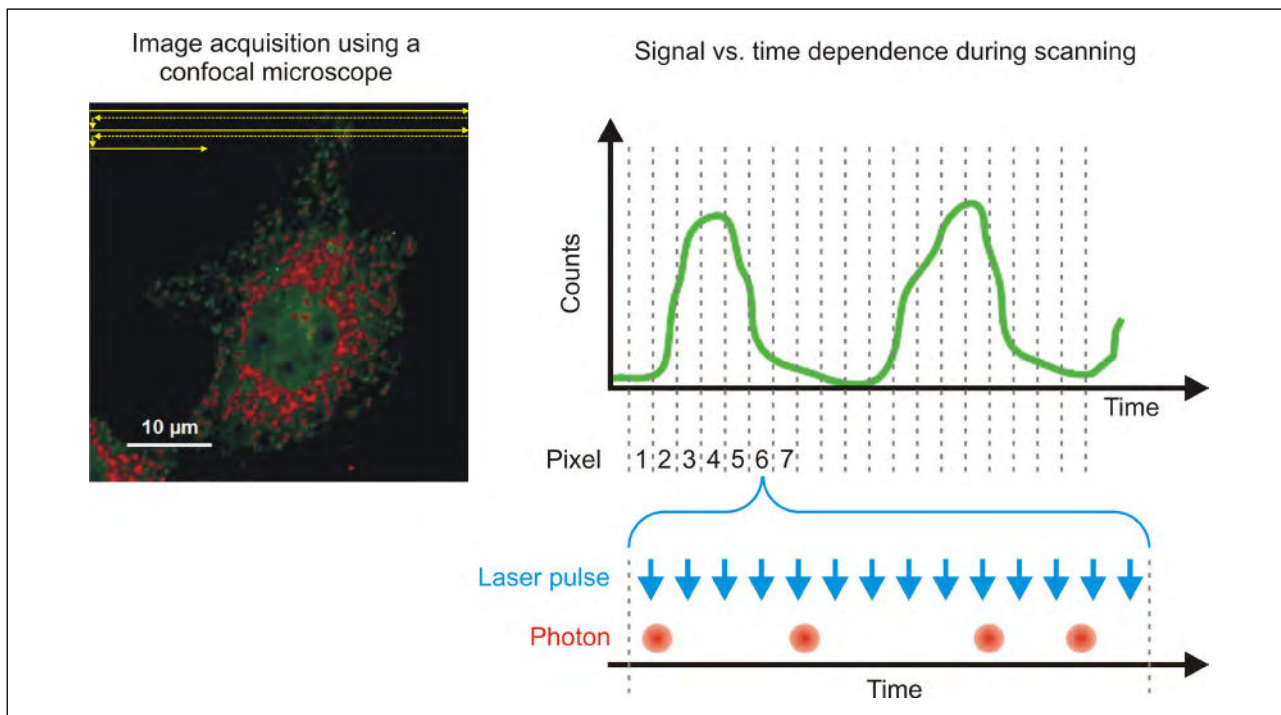 Image acquisition using a
confocal microscope
Signal vs. time dependence during scanning
10 µm
Counts
Time
Pixel 1 2 3 4 5 6 7
Laser pulse
Photon
Time